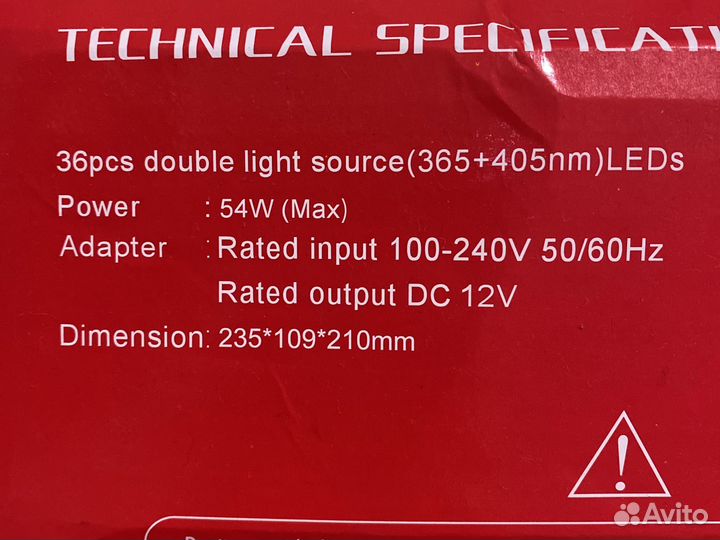 TECHNICAL SPECIFICATI
36pcs double light source(365+405nm)LEDs
Power : 54W (Max)
Adapter : Rated input 100-240V 50/60Hz
Rated output DC 12V
Dimension: 235*109*210mm
!
Avito